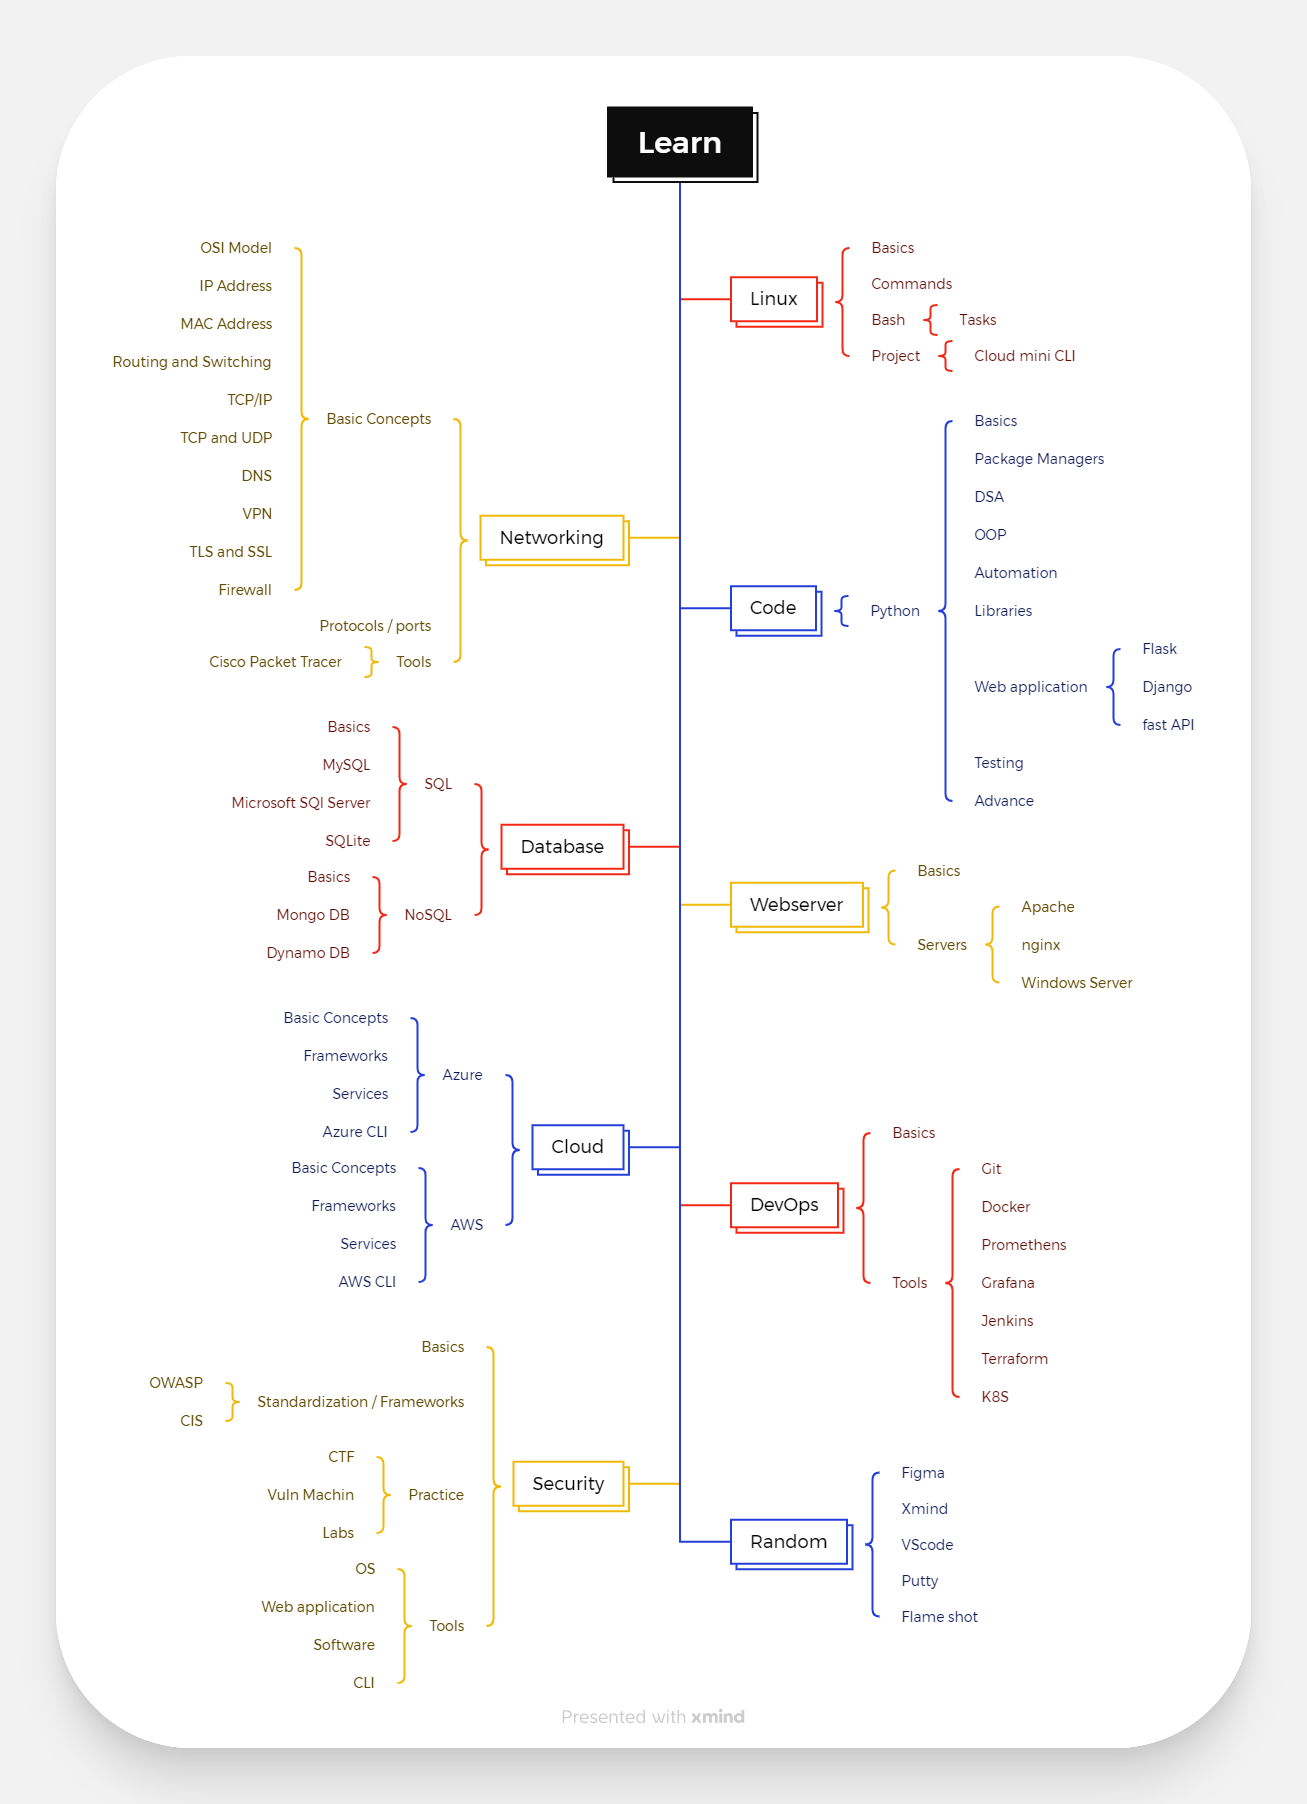 Learn
Linux
Basics
Commands
Bash
Tasks
Project
Cloud mini CLI
Networking
Basic Concepts
OSI Model
IP Address
MAC Address
Routing and Switching
TCP/IP
TCP and UDP
DNS
VPN
TLS and SSL
Firewall
Protocols / ports
Tools
Cisco Packet Tracer
Code
Python
Basics
Package Managers
DSA
OOP
Automation
Libraries
Web application
Flask
Django
fast API
Testing
Advance
Database
SQL
Basics
MySQL
Microsoft SQl Server
SQLite
NoSQL
Basics
Mongo DB
Dynamo DB
Webserver
Basics
Servers
Apache
nginx
Windows Server
Cloud
Azure
Basic Concepts
Frameworks
Services
Azure CLI
AWS
Basic Concepts
Frameworks
Services
AWS CLI
DevOps
Basics
Tools
Git
Docker
Promethens
Grafana
Jenkins
Terraform
K8S
Security
Basics
Standardization / Frameworks
OWASP
CIS
Practice
CTF
Vuln Machin
Labs
Tools
OS
Web application
Software
CLI
Random
Figma
Xmind
VScode
Putty
Flame shot
Presented with xmind